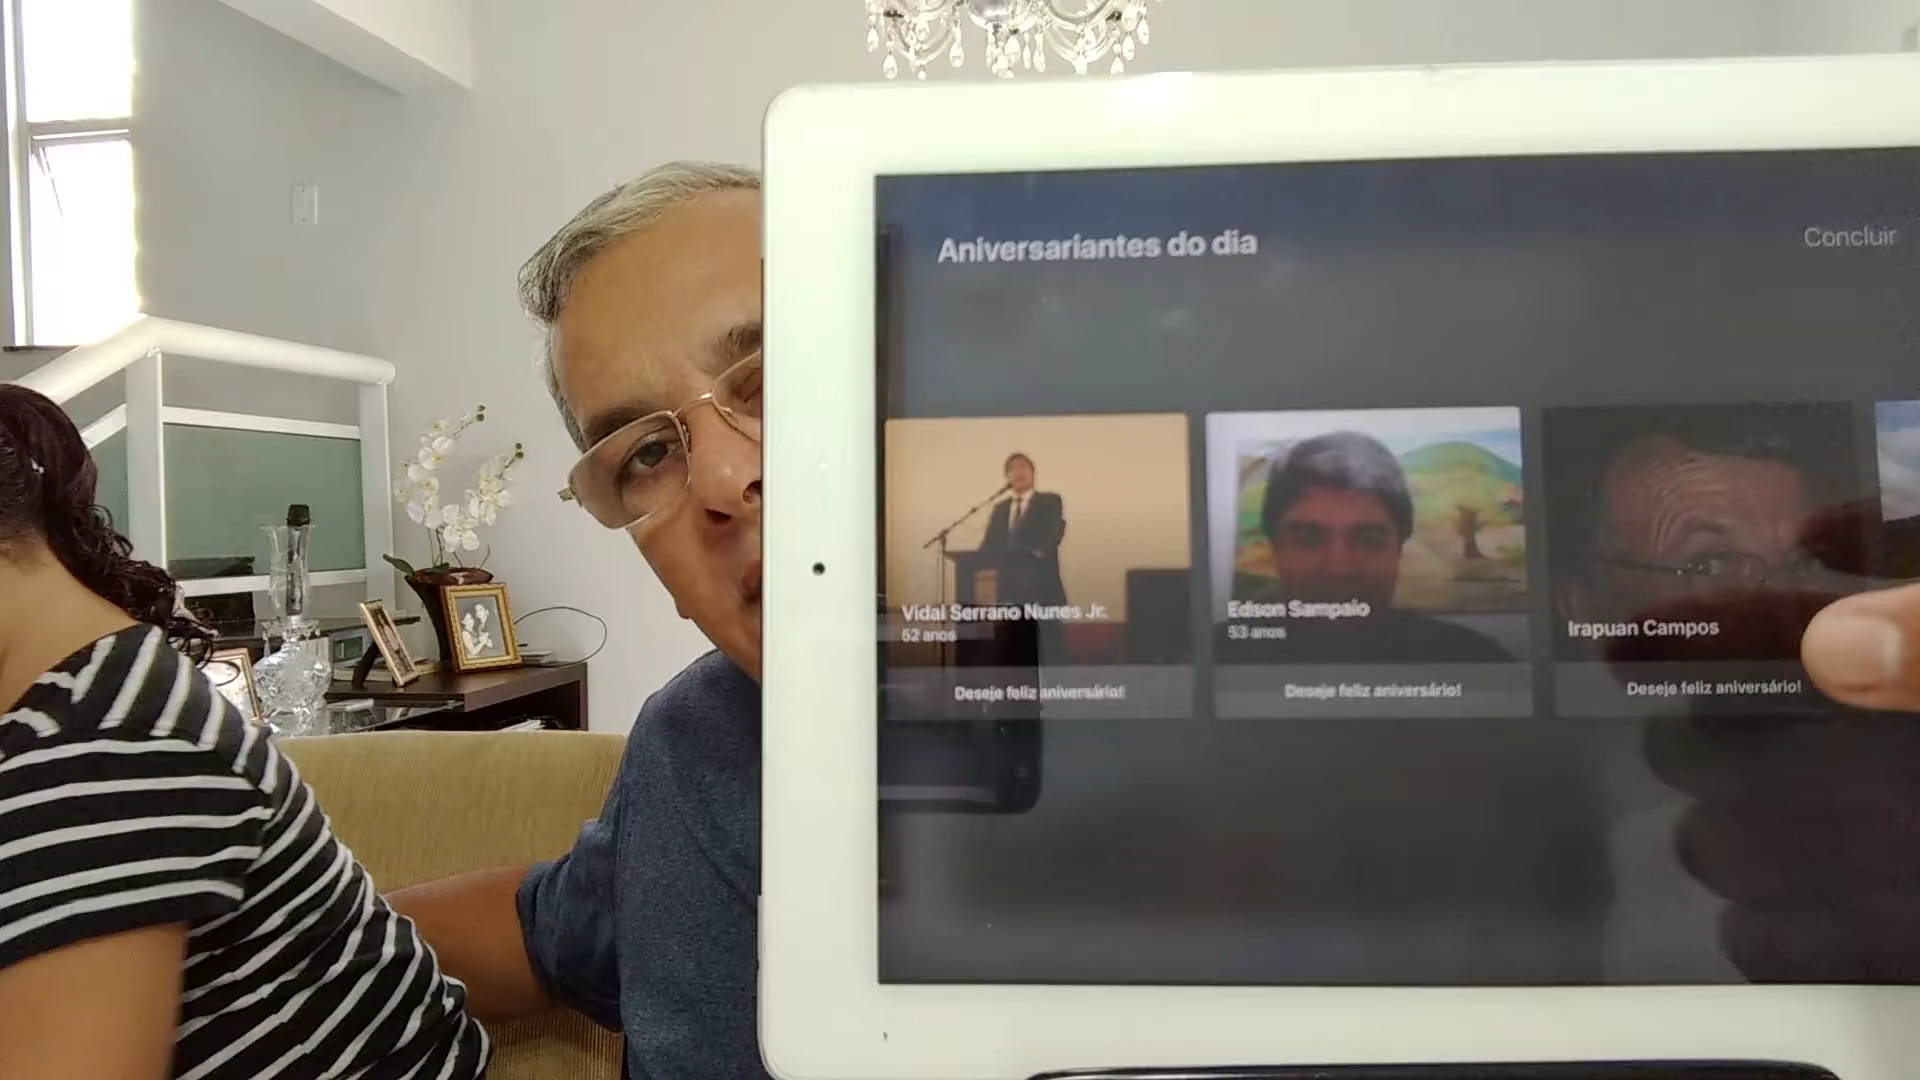 Aniversariantes do dia
Concluir
Vidal Serrano Nunes Jr.
52 anos
Deseje feliz aniversário!
Edison Sampaio
53 anos
Deseje feliz aniversário!
Irapuan Campos
Deseje feliz aniversário!